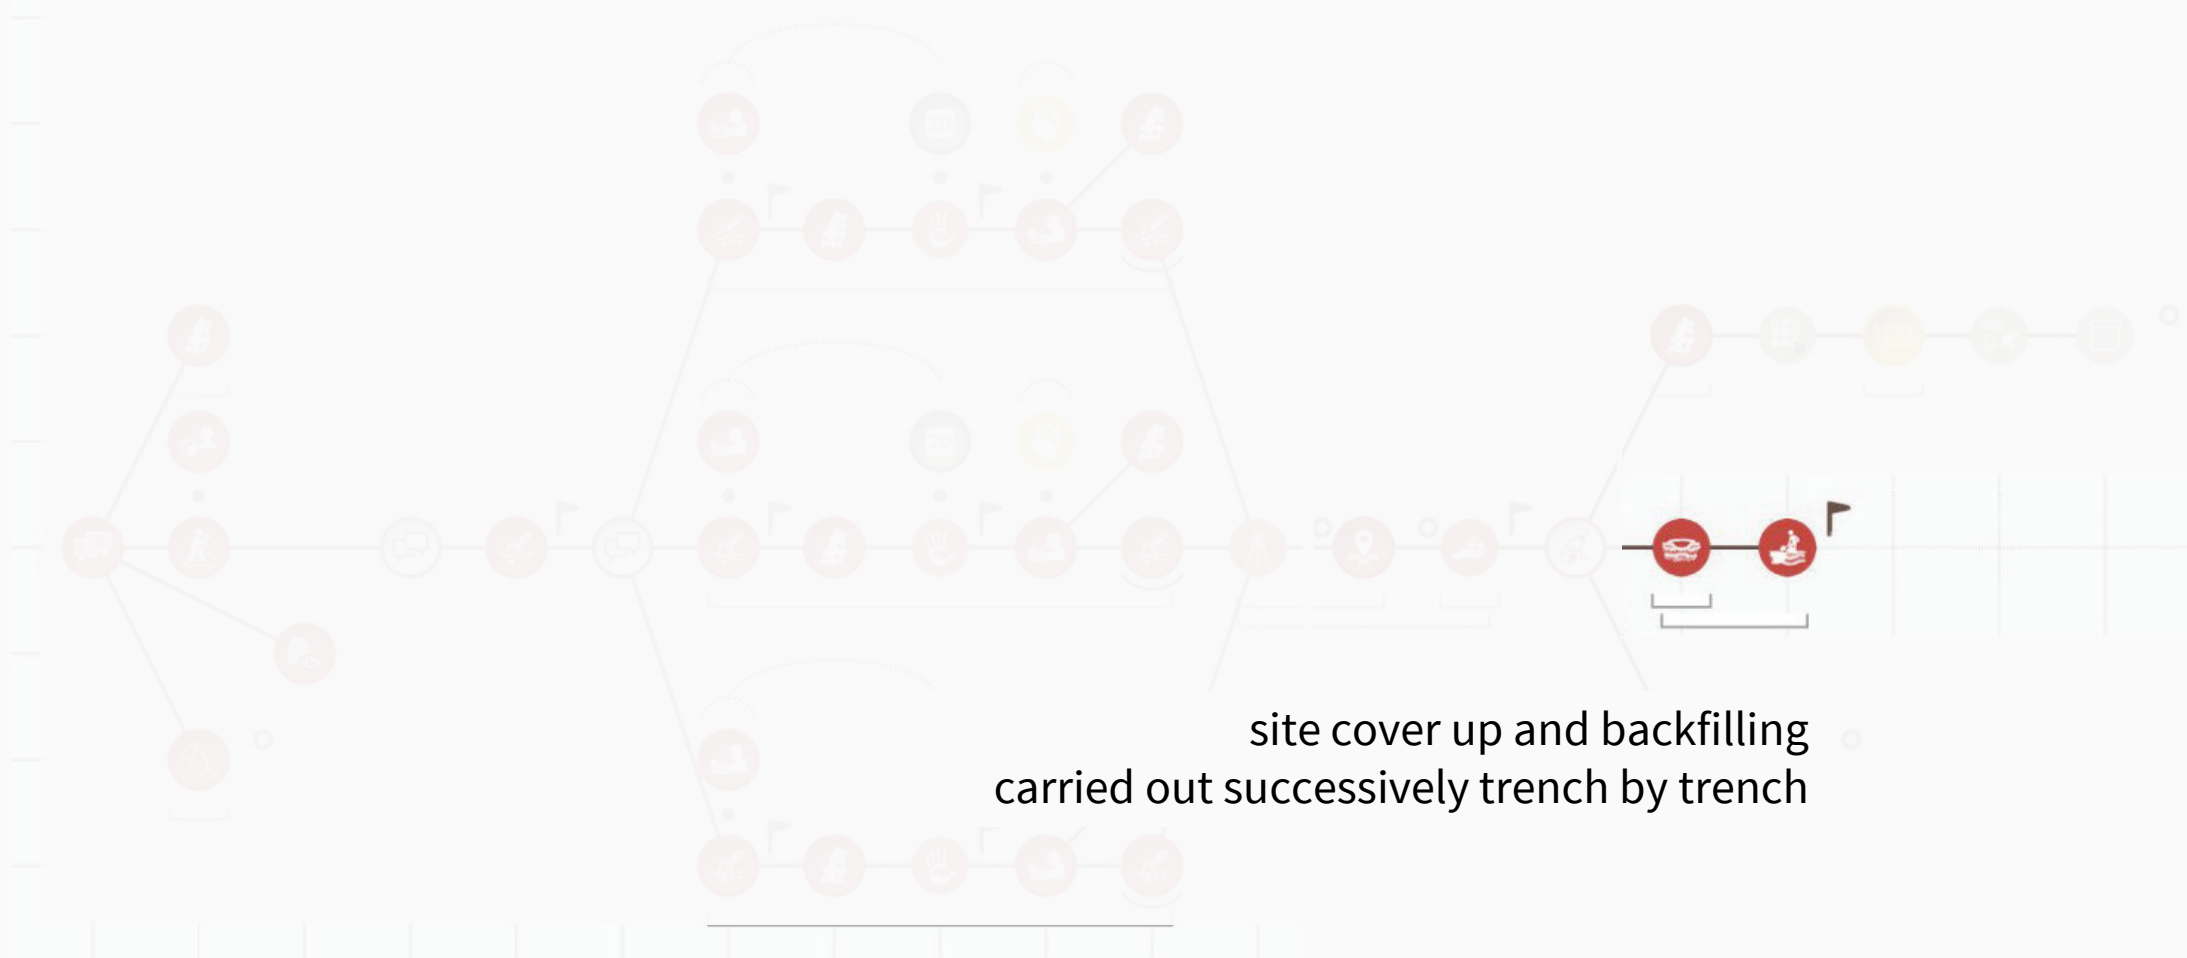 site cover up and backfilling
carried out successively trench by trench